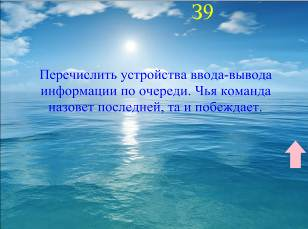 39
Перечислить устройства ввода-вывода
информации по очереди. Чья команда
назовет последней, та и побеждает.